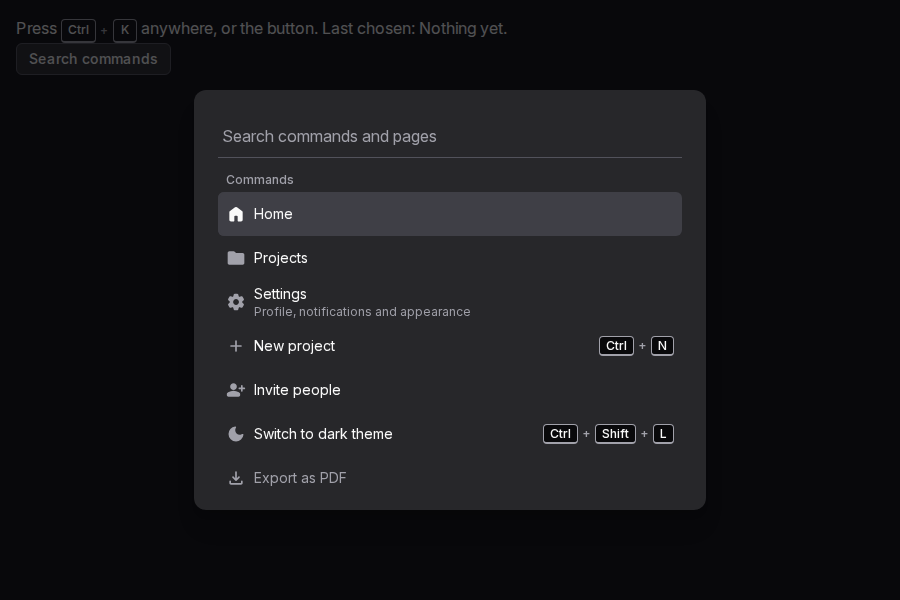 Press Ctrl + K anywhere, or the button. Last chosen: Nothing yet.
Search commands
Search commands and pages
Commands
Home
Projects
Settings
Profile, notifications and appearance
New project Ctrl + N
Invite people
Switch to dark theme Ctrl + Shift + L
Export as PDF